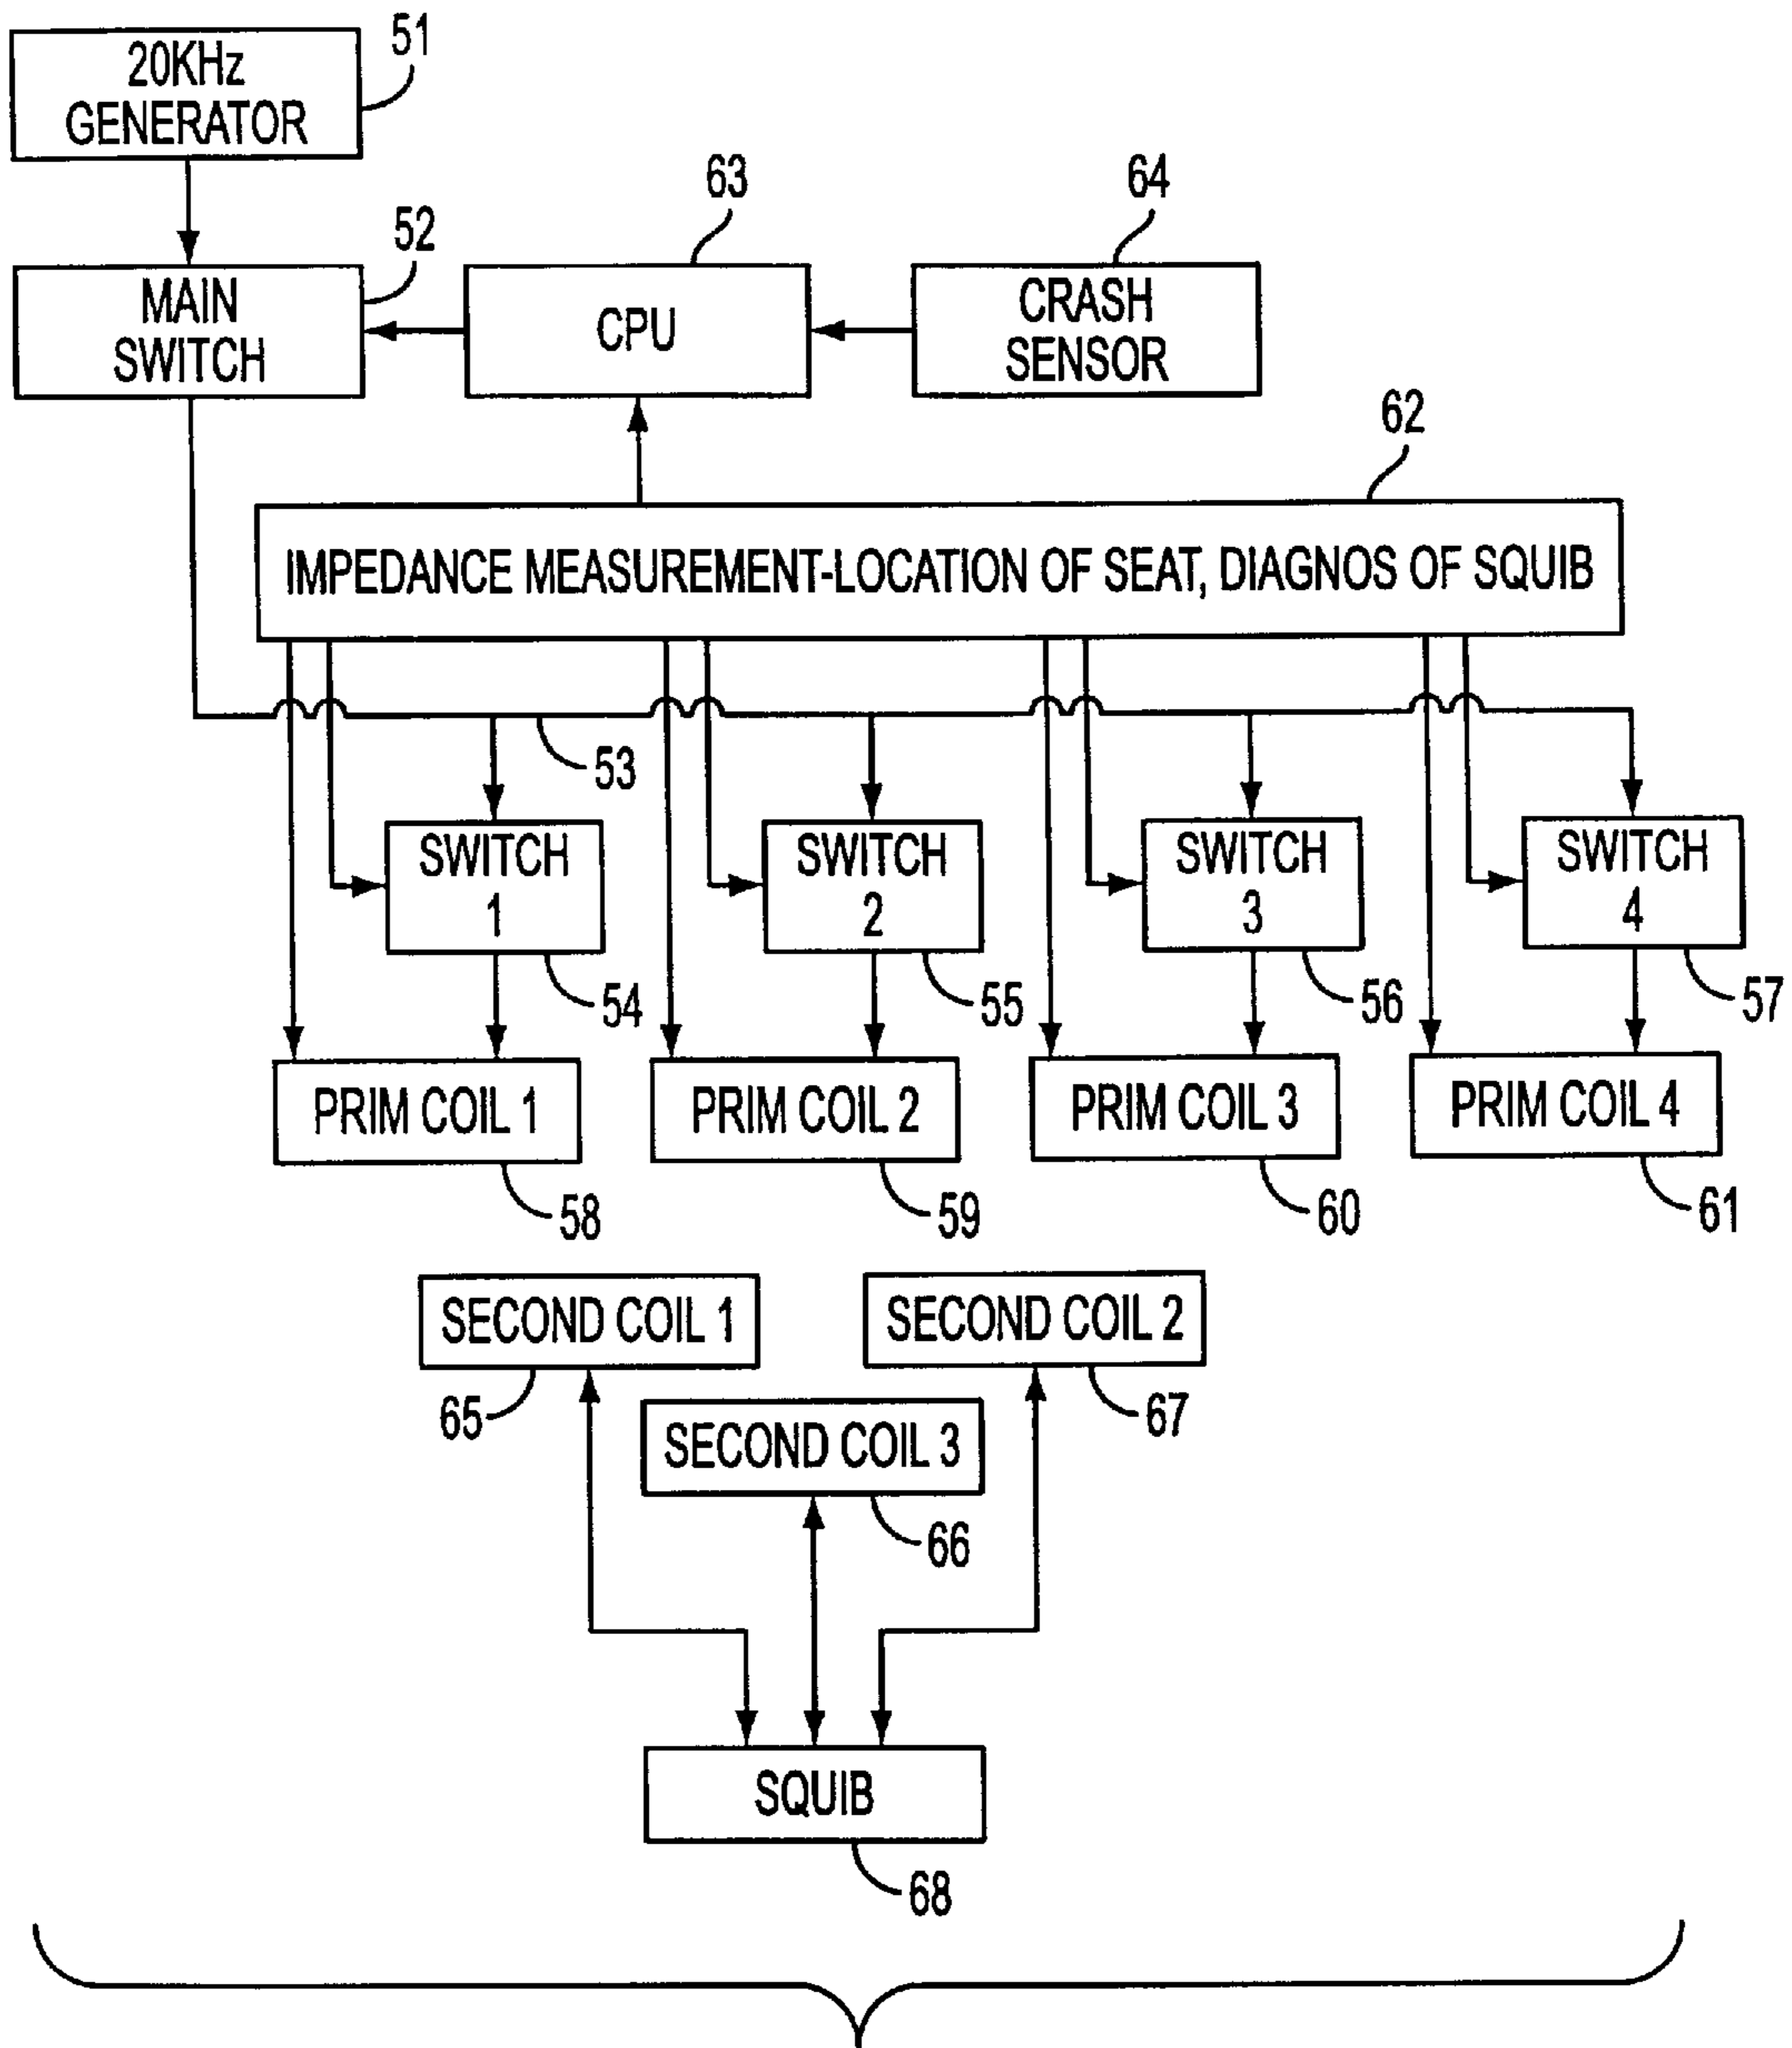 51
20KHz
GENERATOR
63
64
52
MAIN
SWITCH
CPU
CRASH
SENSOR
62
IMPEDANCE MEASUREMENT-LOCATION OF SEAT, DIAGNOS OF SQUIB
53
SWITCH
1
SWITCH
2
SWITCH
3
SWITCH
4
54
55
56
57
PRIM COIL 1
PRIM COIL 2
PRIM COIL 3
PRIM COIL 4
58
59
60
61
SECOND COIL 1
SECOND COIL 2
65
67
SECOND COIL 3
66
SQUIB
68